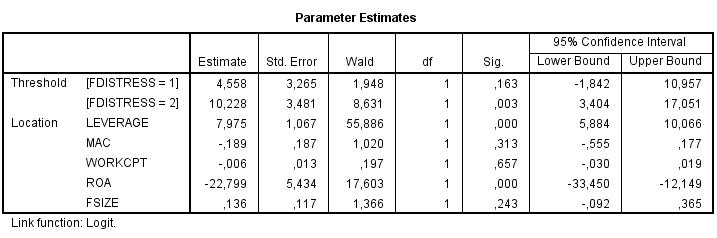 Parameter Estimates
95% Confidence Interval
Estimate Std. Error Wald df Sig. Lower Bound Upper Bound
Threshold [FDISTRESS = 1] 4,558 3,265 1,948 1 ,163 -1,842 10,957
[FDISTRESS = 2] 10,228 3,481 8,631 1 ,003 3,404 17,051
Location LEVERAGE 7,975 1,067 55,886 1 ,000 5,884 10,066
MAC -,189 ,187 1,020 1 ,313 -,555 ,177
WORKCPT -,006 ,013 ,197 1 ,657 -,030 ,019
ROA -22,799 5,434 17,603 1 ,000 -33,450 -12,149
FSIZE ,136 ,117 1,366 1 ,243 -,092 ,365
Link function: Logit.